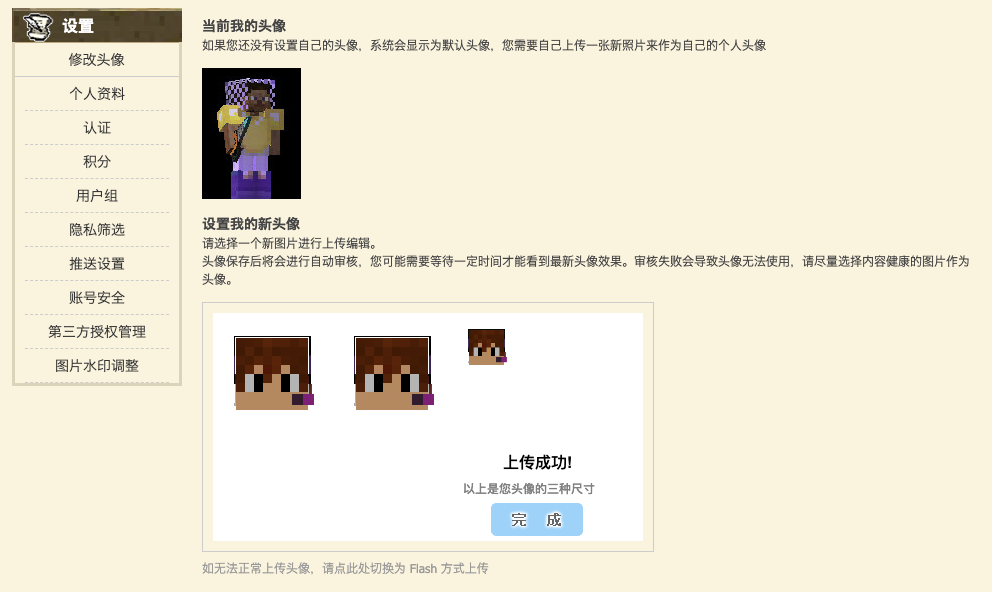 设置
修改头像
个人资料
认证
积分
用户组
隐私筛选
推送设置
账号安全
第三方授权管理
图片水印调整
当前我的头像
如果您还没有设置自己的头像，系统会显示为默认头像，您需要自己上传一张新照片来作为自己的个人头像
设置我的新头像
请选择一个新图片进行上传编辑。
头像保存后将会进行自动审核，您可能需要等待一定时间才能看到最新头像效果。审核失败会导致头像无法使用，请尽量选择内容健康的图片作为
头像。
上传成功!
以上是您头像的三种尺寸
完 成
如无法正常上传头像，请点此处切换为 Flash 方式上传